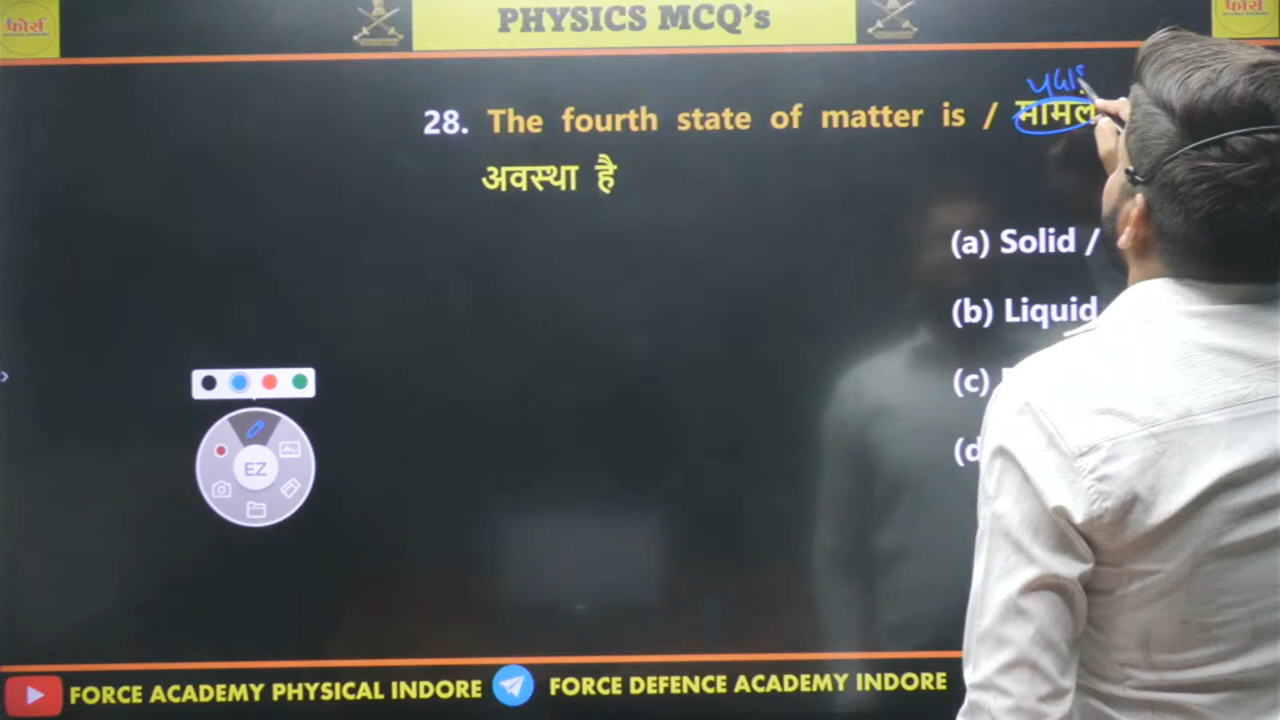 फोर्स
PHYSICS MCQ's
फोर्स
28. The fourth state of matter is / मामल
अवस्था है
(a) Solid /
(b) Liquid
(c)
(d
EZ
FORCE ACADEMY PHYSICAL INDORE
FORCE DEFENCE ACADEMY INDORE